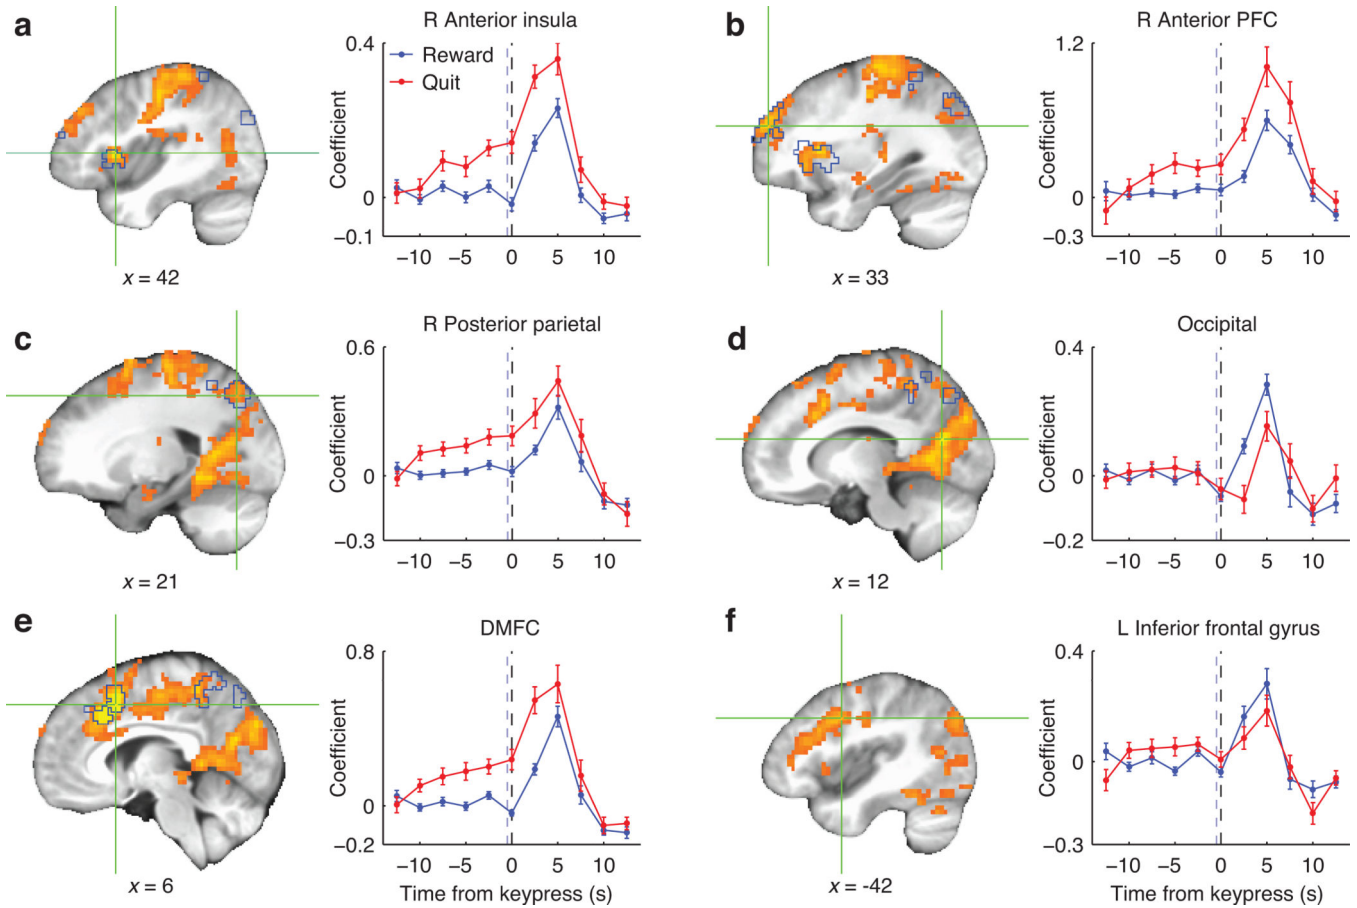 a
R Anterior insula
0.4
Reward
Quit
Coefficient
0
−0.1
−10 −5 0 5 10
x = 42
b
R Anterior PFC
1.2
Coefficient
0
−0.3
−10 −5 0 5 10
x = 33
c
R Posterior parietal
0.6
Coefficient
0
−0.3
−10 −5 0 5 10
x = 21
d
Occipital
0.4
Coefficient
0
−0.2
−10 −5 0 5 10
x = 12
e
DMFC
0.8
Coefficient
0
−0.2
−10 −5 0 5 10
Time from keypress (s)
x = 6
f
L Inferior frontal gyrus
0.4
Coefficient
0
−0.3
−10 −5 0 5 10
Time from keypress (s)
x = -42